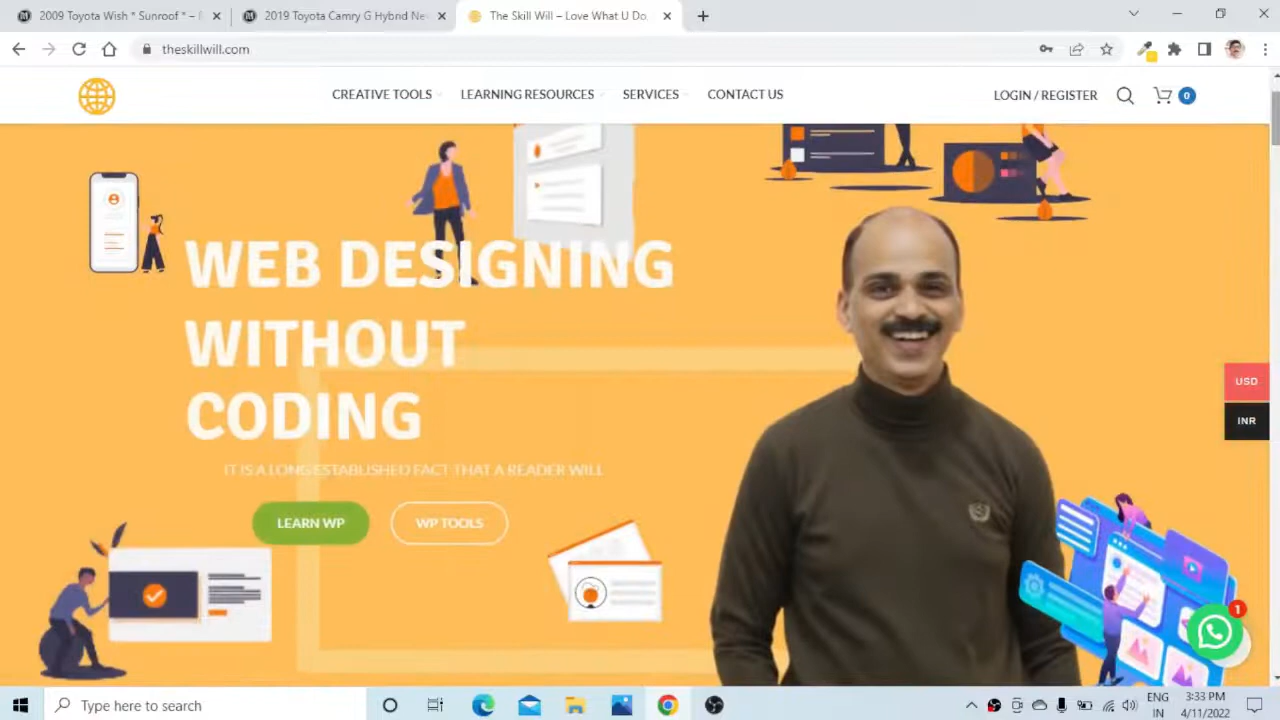 2009 Toyota Wish * Sunroof * –
2019 Toyota Camry G Hybrid Ne
The Skill Will – Love What U Do
theskillwill.com
CREATIVE TOOLS
LEARNING RESOURCES
SERVICES
CONTACT US
LOGIN / REGISTER
0
WEB DESIGNING
WITHOUT
CODING
IT IS A LONG ESTABLISHED FACT THAT A READER WILL
LEARN WP
WP TOOLS
USD
INR
1
Type here to search
ENG
IN
3:33 PM
4/11/2022